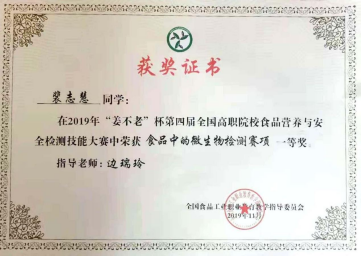 获奖证书
志慧 同学：
在2019年“姜不老”杯第四届全国高职院校食品营养与安
全检测技能大赛中荣获 食品中的微生物检测赛项 一等奖。
指导老师：边瑞玲
全国食品工业职业教育教学指导委员会
2019年11月